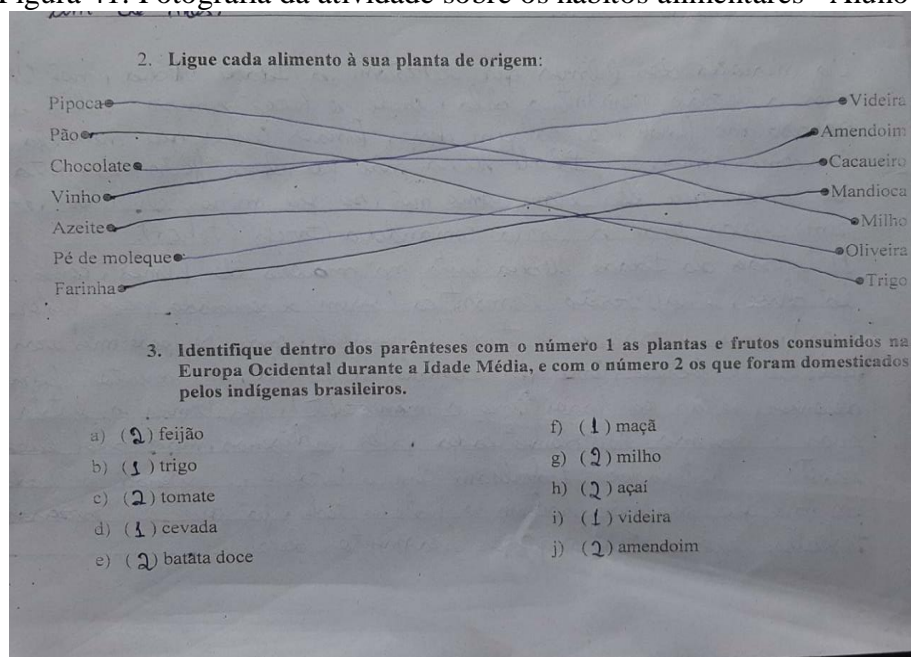 Figura 41: Fotografia da atividade sobre os hábitos alimentares - Aluno
2. Ligue cada alimento à sua planta de origem:
Pipoca
Videira
Pão
Amendoim
Chocolate
Cacaueiro
Vinho
Mandioca
Azeite
Milho
Pé de moleque
Oliveira
Farinha
Trigo
3. Identifique dentro dos parênteses com o número 1 as plantas e frutos consumidos na
Europa Ocidental durante a Idade Média, e com o número 2 os que foram domesticados
pelos indígenas brasileiros.
a) (2) feijão
b) (1) trigo
c) (2) tomate
d) (1) cevada
e) (2) batata doce
f) (1) maçã
g) (2) milho
h) (2) açaí
i) (1) videira
j) (2) amendoim